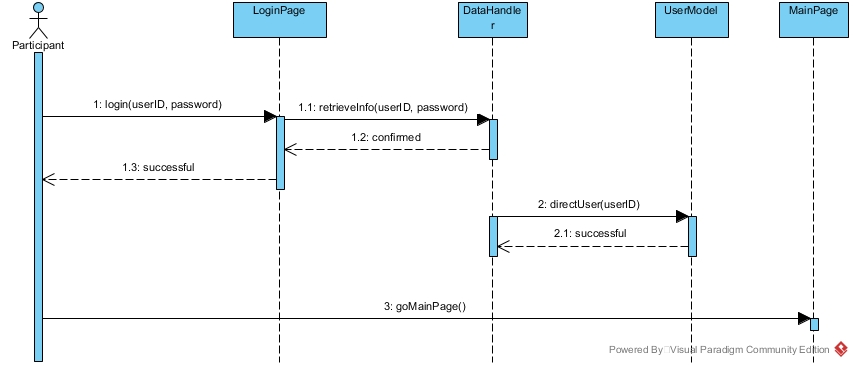 LoginPage
DataHandle
r
UserModel
MainPage
Participant
1: login(userID, password)
1.1: retrieveInfo(userID, password)
1.2: confirmed
1.3: successful
2: directUser(userID)
2.1: successful
3: goMainPage()
Powered By Visual Paradigm Community Edition